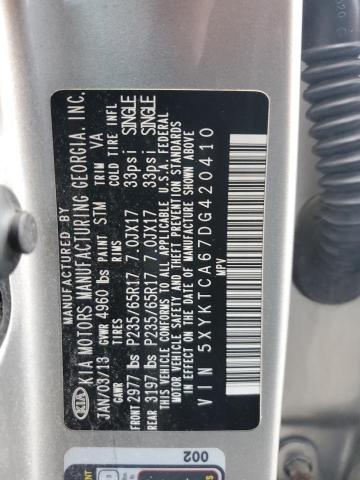 MANUFACTURED BY
KIA MOTORS MANUFACTURING GEORGIA, INC.
KIA
JAN/03/13 GVWR 4960 lbs PAINT STM TRIM VA
GAWR TIRES RIMS COLD TIRE INFL
FRONT 2977 lbs P235/65R17 7.0JX17 33psi SINGLE
REAR 3197 lbs P235/65R17 7.0JX17 33psi SINGLE
THIS VEHICLE CONFORMS TO ALL APPLICABLE U.S.A. FEDERAL
MOTOR VEHICLE SAFETY AND THEFT PREVENTION STANDARDS
IN EFFECT ON THE DATE OF MANUFACTURE SHOWN ABOVE
VIN 5XYKTCA67DG420410
MPV
002